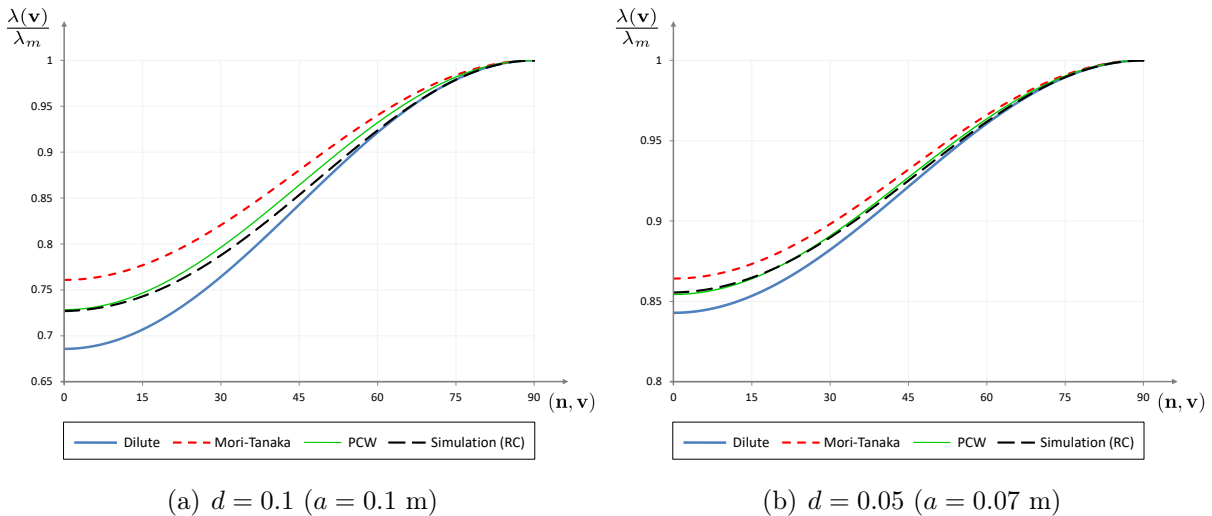 λ(v)/λm
1
0.95
0.9
0.85
0.8
0.75
0.7
0.65
0 15 30 45 60 75 90
(n, v)
Dilute Mori-Tanaka PCW Simulation (RC)
(a) d = 0.1 (a = 0.1 m)
λ(v)/λm
1
0.95
0.9
0.85
0.8
0 15 30 45 60 75 90
(n, v)
Dilute Mori-Tanaka PCW Simulation (RC)
(b) d = 0.05 (a = 0.07 m)